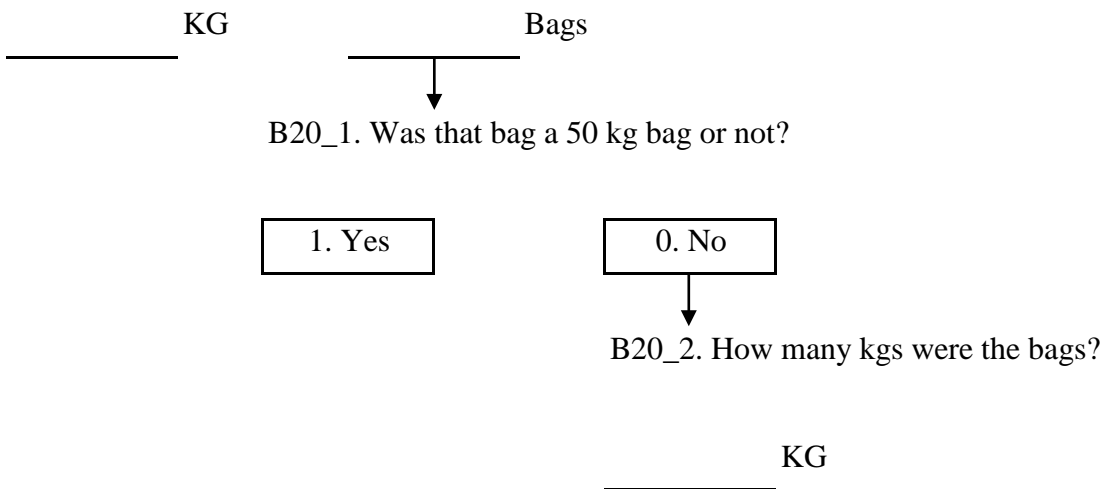 KG Bags
B20_1. Was that bag a 50 kg bag or not?
1. Yes 0. No
B20_2. How many kgs were the bags?
KG